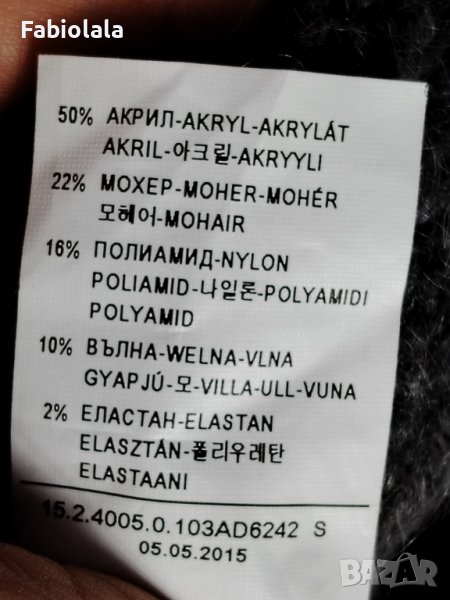 Fabiolala
50% АКРИЛ-AKRYL-AKRYLÁT
AKRIL-아크릴-AKRYYLI
22% МОХЕР-MOHER-MOHÉR
모헤어-MOHAIR
16% ПОЛИАМИД-NYLON
POLIAMID-나일론-POLYAMIDI
POLYAMID
10% ВЪЛНА-WELNA-VLNA
GYAPJÚ-모-VILLA-ULL-VUNA
2% ЕЛАСТАН-ELASTAN
ELASZTÁN-폴리우레탄
ELASTAANI
15.2.4005.0.103AD6242 S
05.05.2015
BAZAR